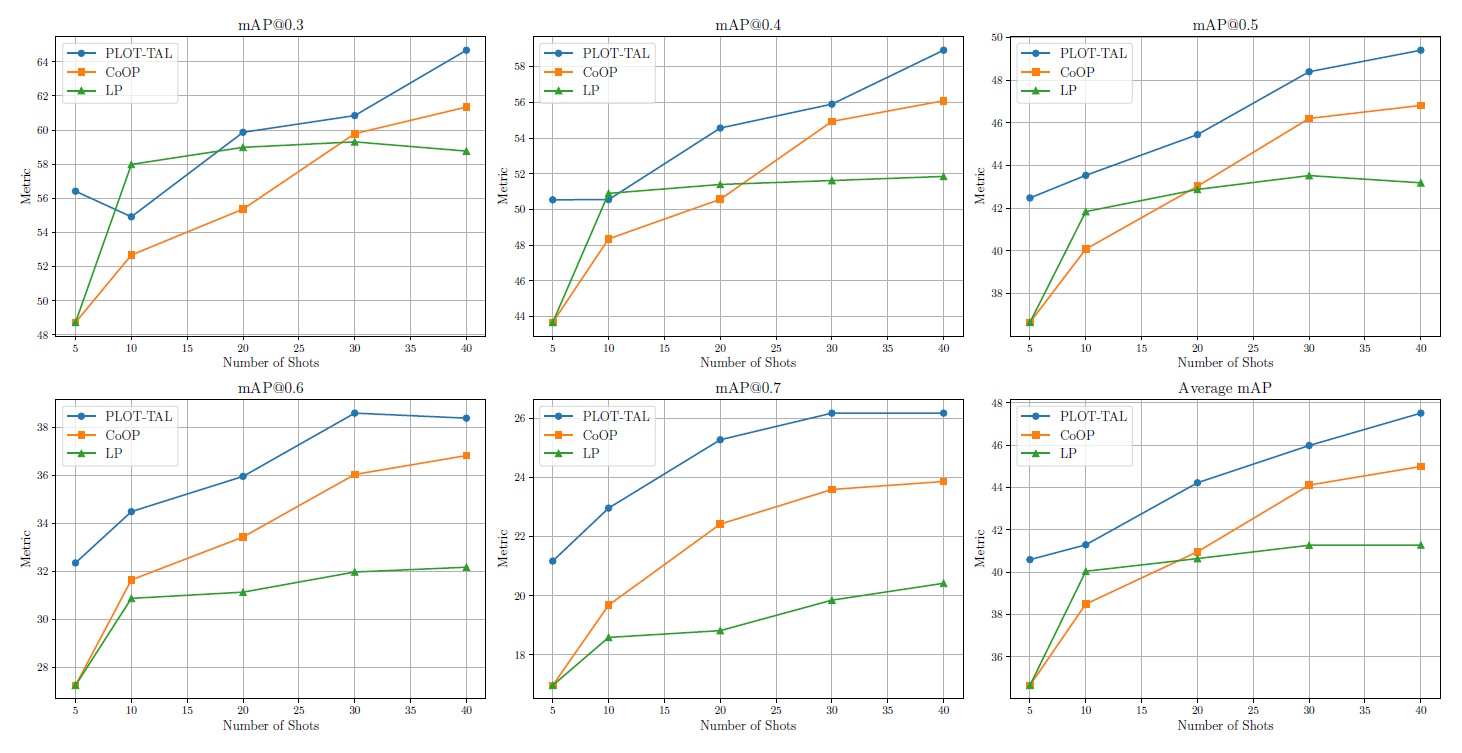 mAP@0.3
PLOT-TAL
CoOP
LP
Metric
64
62
60
58
56
54
52
50
48
5 10 15 20 25 30 35 40
Number of Shots
mAP@0.4
PLOT-TAL
CoOP
LP
Metric
58
56
54
52
50
48
46
44
5 10 15 20 25 30 35 40
Number of Shots
mAP@0.5
PLOT-TAL
CoOP
LP
Metric
50
48
46
44
42
40
38
5 10 15 20 25 30 35 40
Number of Shots
mAP@0.6
PLOT-TAL
CoOP
LP
Metric
38
36
34
32
30
28
5 10 15 20 25 30 35 40
Number of Shots
mAP@0.7
PLOT-TAL
CoOP
LP
Metric
26
24
22
20
18
5 10 15 20 25 30 35 40
Number of Shots
Average mAP
PLOT-TAL
CoOP
LP
Metric
48
46
44
42
40
38
36
5 10 15 20 25 30 35 40
Number of Shots